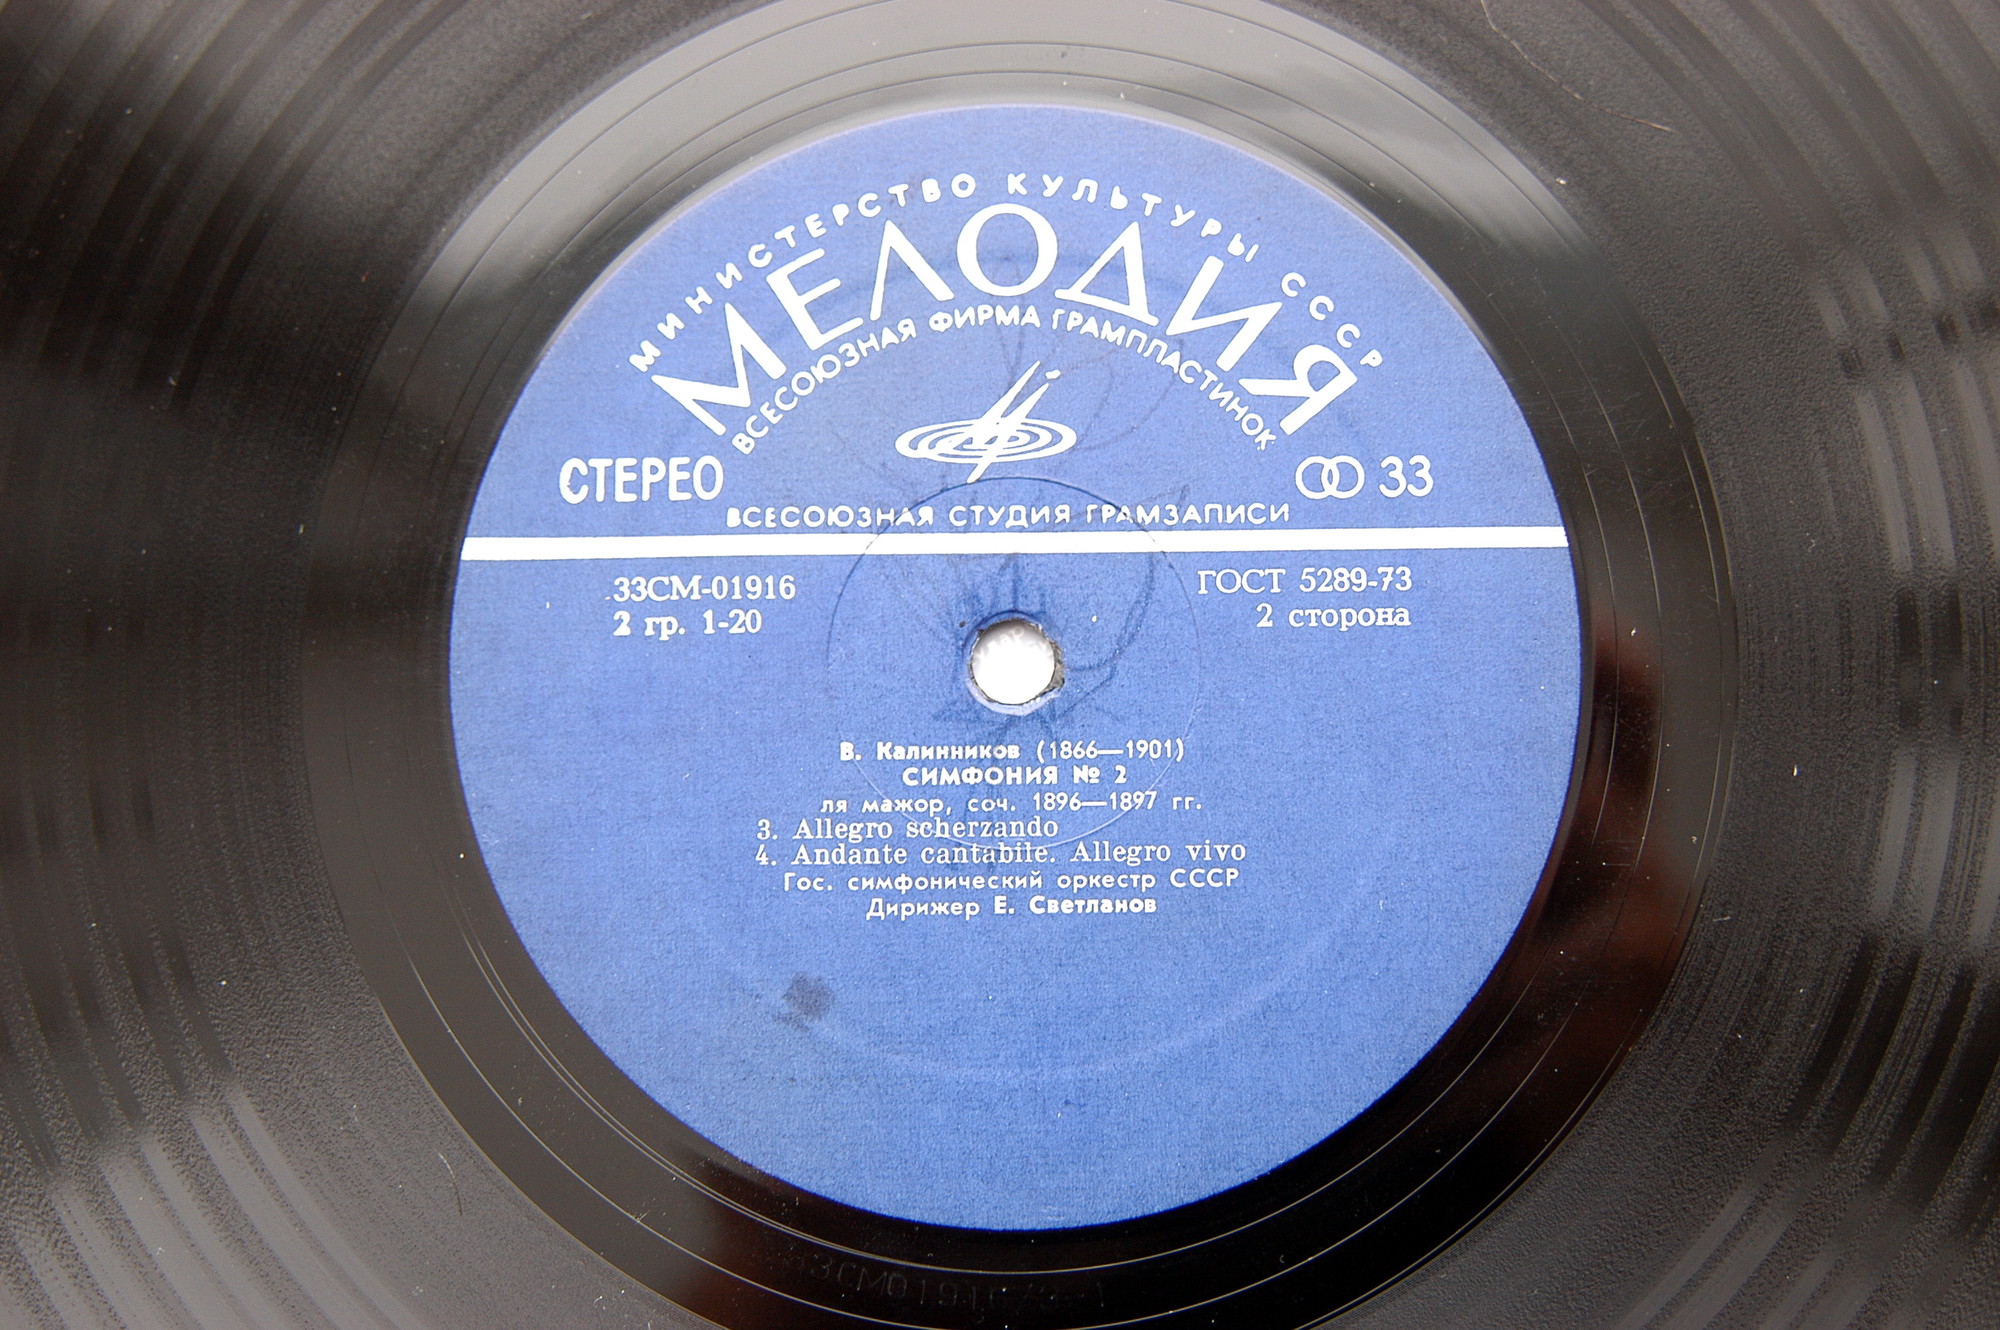 МИНИСТЕРСТВО КУЛЬТУРЫ СССР
МЕЛОДИЯ
ВСЕСОЮЗНАЯ ФИРМА ГРАМПЛАСТИНОК
СТЕРЕО
33
ВСЕСОЮЗНАЯ СТУДИЯ ГРАМЗАПИСИ
33СМ-01916
ГОСТ 5289-73
2 гр. 1-20
2 сторона
В. Калинников (1866—1901)
СИМФОНИЯ № 2
ля мажор, соч. 1896—1897 гг.
3. Allegro scherzando
4. Andante cantabile. Allegro vivo
Гос. симфонический оркестр СССР
Дирижер Е. Светланов